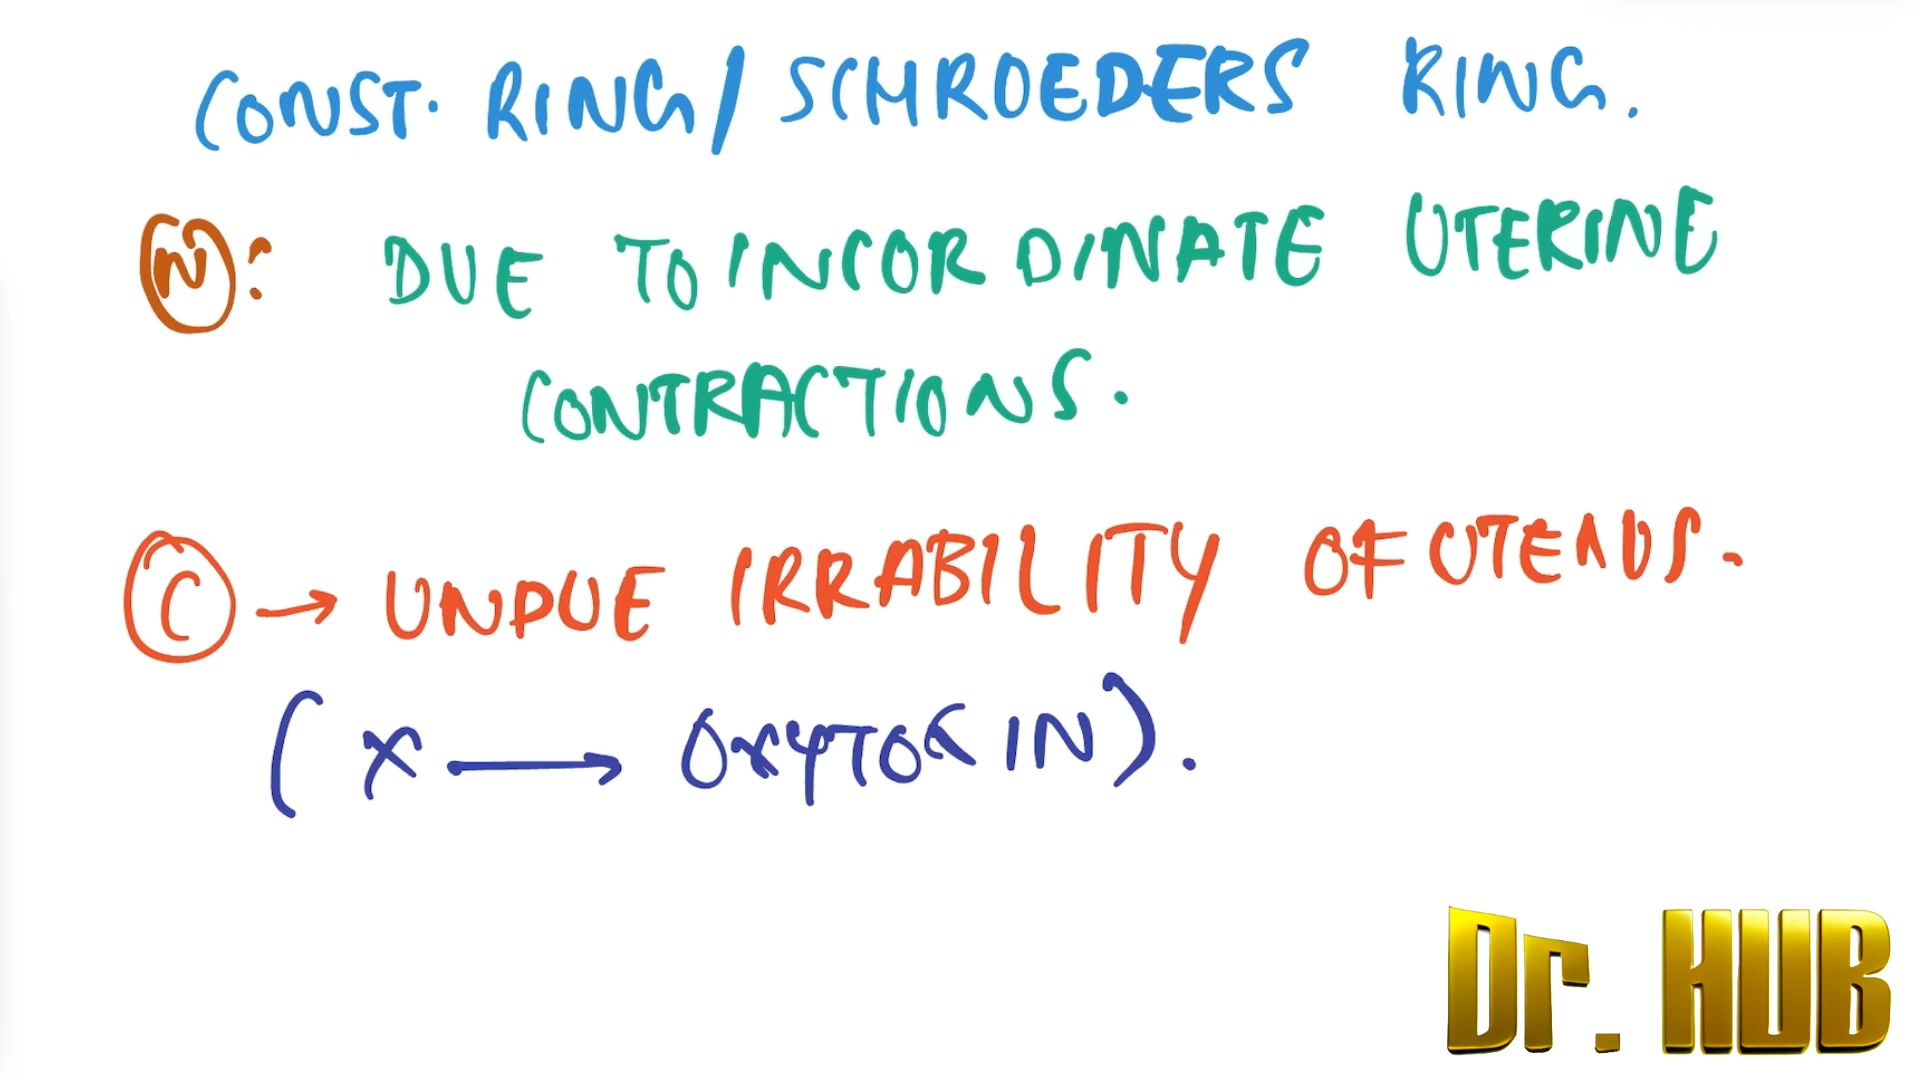 CONST. RING/SCHROEDERS RING.
N: DUE TO INCORDINATE UTERINE
CONTRACTIONS.
C → UNDUE IRRABILITY OF UTERUS.
(X → OXYTOCIN).
Dr. HUB